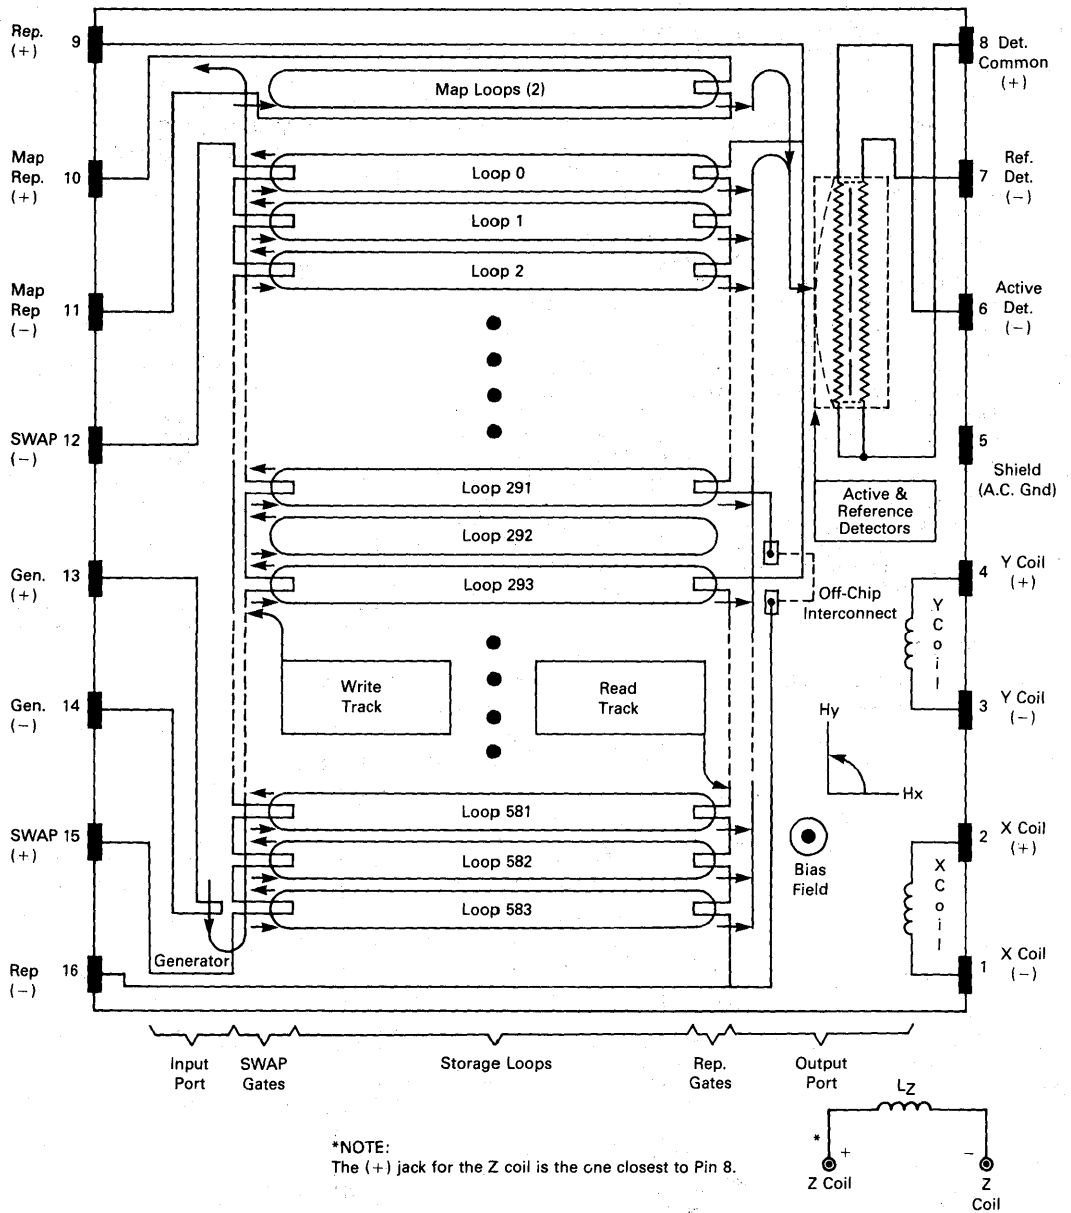 Rep.
(+)
9
8 Det.
Common
(+)
Map Loops (2)
Map
Rep.
(+)
10
Loop 0
Ref.
Det.
(−)
7
Loop 1
Loop 2
Map
Rep
(−)
11
Active
Det.
(−)
6
SWAP 12
(−)
5
Shield
(A.C. Gnd)
Loop 291
Active &
Reference
Detectors
Loop 292
Gen.
(+)
13
Loop 293
Off-Chip
Interconnect
4
Y Coil
(+)
Y Coil
Write
Track
Read
Track
Gen.
(−)
14
Hy
Hx
3
Y Coil
(−)
Loop 581
SWAP 15
(+)
Loop 582
Bias
Field
2
X Coil
(+)
X Coil
Loop 583
Generator
Rep
(−)
16
1
X Coil
(−)
Input
Port
SWAP
Gates
Storage Loops
Rep.
Gates
Output
Port
LZ
*NOTE:
The (+) jack for the Z coil is the one closest to Pin 8.
*
+
−
Z Coil
Z
Coil